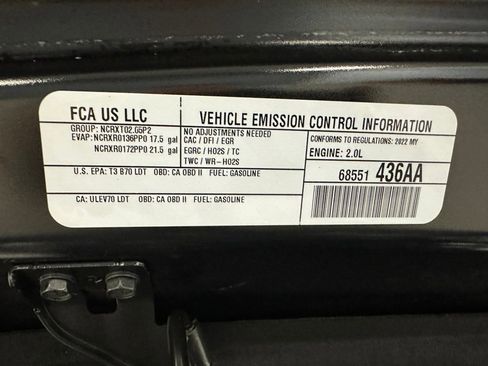 FCA US LLC
VEHICLE EMISSION CONTROL INFORMATION
GROUP: NCRXT02.G5P2
EVAP: NCRXR0136PP0 17.5 gal
NCRXR0172PP0 21.5 gal
NO ADJUSTMENTS NEEDED
CAC / DFI / EGR
EGRC / HO2S / TC
TWC / WR-HO2S
CONFORMS TO REGULATIONS: 2022 MY
ENGINE: 2.0L
U.S. EPA: T3 B70 LDT OBD: CA OBD II FUEL: GASOLINE
68551 436AA
CA: ULEV70 LDT OBD: CA OBD II FUEL: GASOLINE